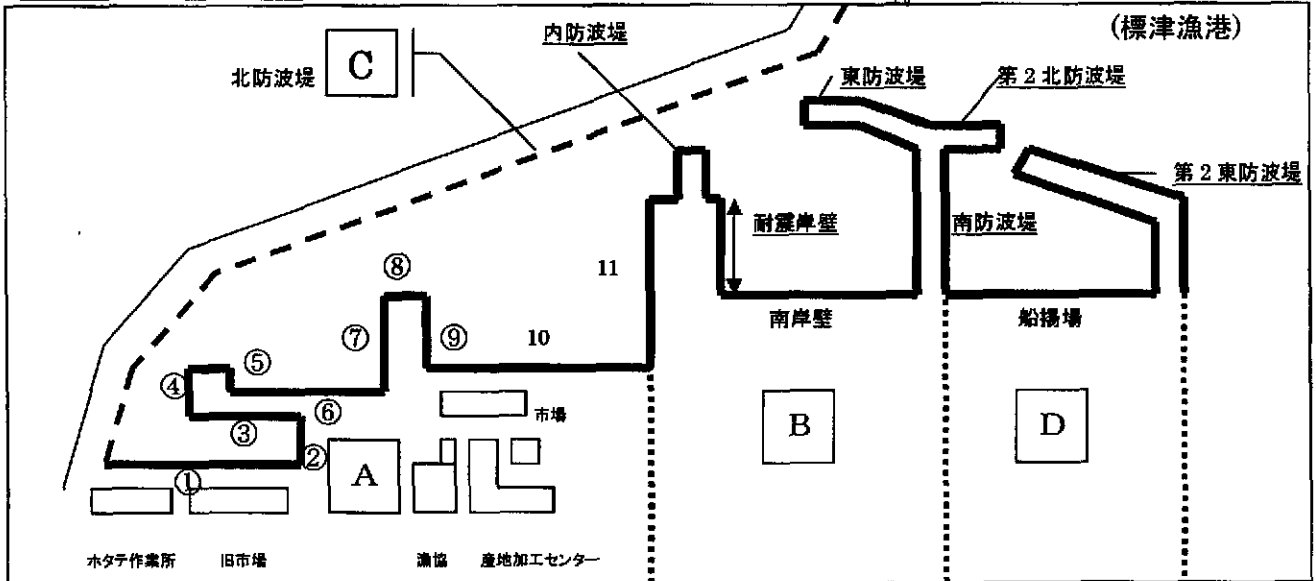 (標津漁港)
内防波堤
北防波堤
C
東防波堤
第2北防波堤
第2東防波堤
耐震岸壁
南防波堤
⑧
11
南岸壁
船揚場
⑦
⑨
10
⑤
④
⑥
市場
③
B
D
②
A
①
ホタテ作業所
旧市場
漁協
産地加工センター